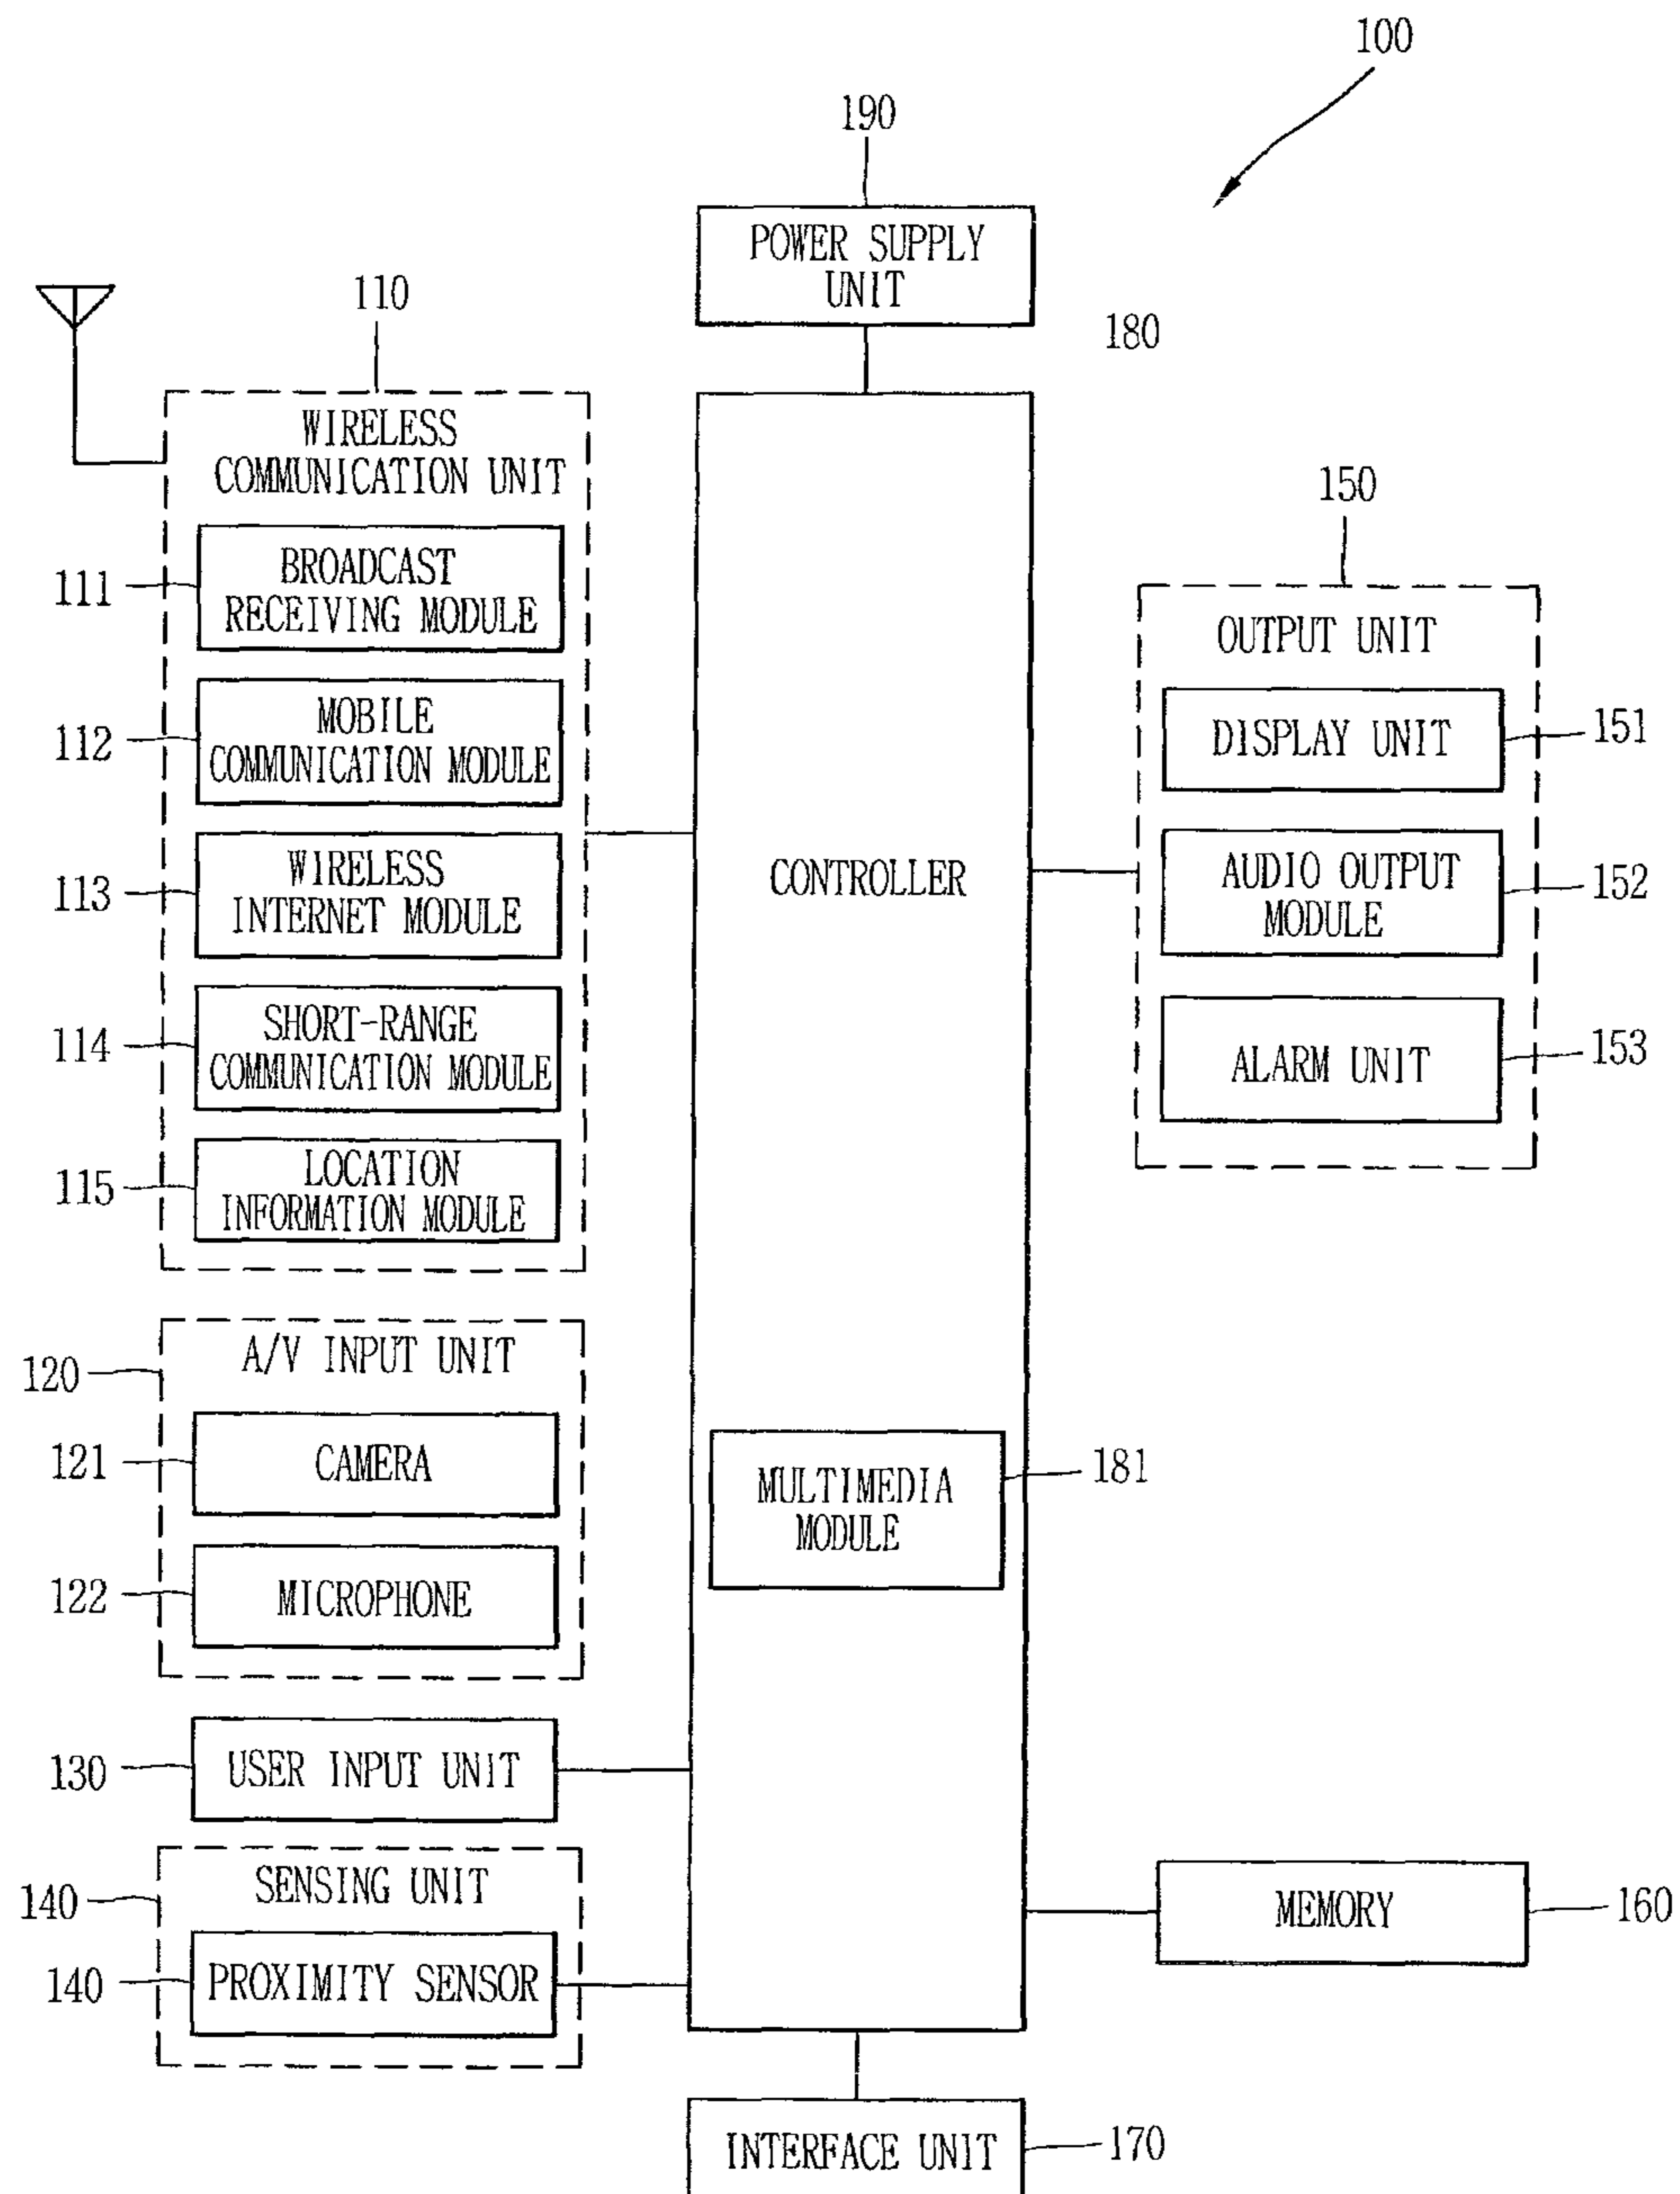 100
190
POWER SUPPLY
UNIT
180
110
WIRELESS
COMMUNICATION UNIT
111
BROADCAST
RECEIVING MODULE
112
MOBILE
COMMUNICATION MODULE
113
WIRELESS
INTERNET MODULE
114
SHORT-RANGE
COMMUNICATION MODULE
115
LOCATION
INFORMATION MODULE
120
A/V INPUT UNIT
121
CAMERA
122
MICROPHONE
130
USER INPUT UNIT
140
SENSING UNIT
140
PROXIMITY SENSOR
CONTROLLER
MULTIMEDIA
MODULE
181
150
OUTPUT UNIT
DISPLAY UNIT
151
AUDIO OUTPUT
MODULE
152
ALARM UNIT
153
MEMORY
160
INTERFACE UNIT
170